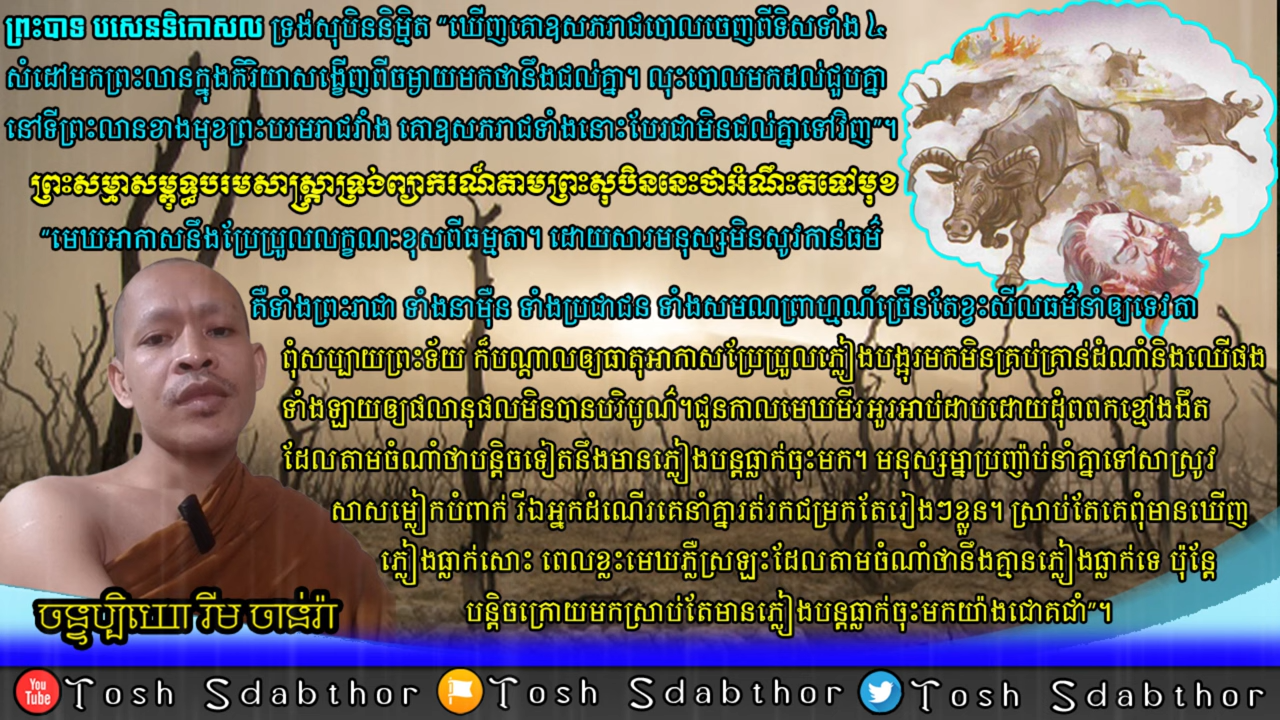 ព្រះបាទ បសេនទិកោសល ទ្រង់សុបិននិម្មិត “ឃើញគោឧសភរាជបោលចេញពីទិសទាំង ៤
សំដៅមកព្រះលានក្នុងកិរិយាសង្ខើញពីចម្ងាយមកថានឹងជល់គ្នា។ លុះបោលមកដល់ជួបគ្នា
នៅទីព្រះលានខាងមុខព្រះបរមរាជវាំង គោឧសភរាជទាំងនោះបែរជាមិនជល់គ្នាទៅវិញ”។
ព្រះសម្មាសម្ពុទ្ធបរមសាស្ត្រាទ្រង់ព្យាករណ៍តាមព្រះសុបិននេះថាអំណឹះតទៅមុខ
“មេឃអាកាសនឹងប្រែប្រួលលក្ខណៈខុសពីធម្មតា។ ដោយសារមនុស្សមិនសូវកាន់ធម៌
គឺទាំងព្រះរាជា ទាំងនាម៉ឺន ទាំងប្រជាជន ទាំងសមណព្រាហ្មណ៍ច្រើនតែខ្វះសីលធម៌នាំឲ្យទេវតា
ពុំសប្បាយព្រះទ័យ ក៏បណ្ដាលឲ្យធាតុអាកាសប្រែប្រួលភ្លៀងបង្អុរមកមិនគ្រប់គ្រាន់ដំណាំនិងឈើផង
ទាំងឡាយឲ្យផលានុផលមិនបានបរិបូណ៌។ជួនកាលមេឃមីរអួរអាប់ដាបដោយដុំពពកខ្មៅងងឹត
ដែលតាមចំណាំថាបន្តិចទៀតនឹងមានភ្លៀងបន្តធ្លាក់ចុះមក។ មនុស្សម្នាប្រញ៉ាប់នាំគ្នាទៅសាស្រូវ
សាសម្លៀកបំពាក់ រីឯអ្នកដំណើរគេនាំគ្នារត់រកជម្រកតែរៀងៗខ្លួន។ ស្រាប់តែគេពុំមានឃើញ
ភ្លៀងធ្លាក់សោះ ពេលខ្លះមេឃភ្លឺស្រឡះដែលតាមចំណាំថានឹងគ្មានភ្លៀងធ្លាក់ទេ ប៉ុន្តែ
បន្តិចក្រោយមកស្រាប់តែមានភ្លៀងបន្តធ្លាក់ចុះមកយ៉ាងជោគជាំ”។
ចន្ទប្បិយោ រីម ចាន់រ៉ា
You Tube Tosh Sdabthor Tosh Sdabthor Tosh Sdabthor